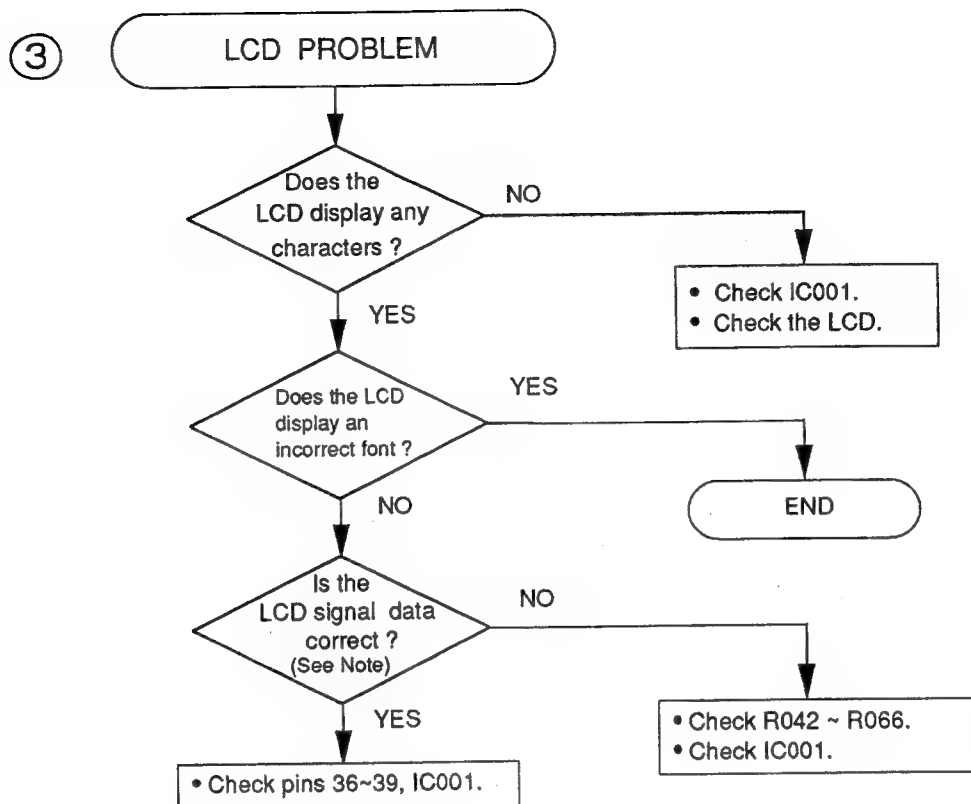 3
LCD PROBLEM
Does the
LCD display any
characters ?
NO
• Check IC001.
• Check the LCD.
YES
Does the LCD
display an
incorrect font ?
YES
END
NO
Is the
LCD signal data
correct ?
(See Note)
NO
• Check R042 ~ R066.
• Check IC001.
YES
• Check pins 36~39, IC001.